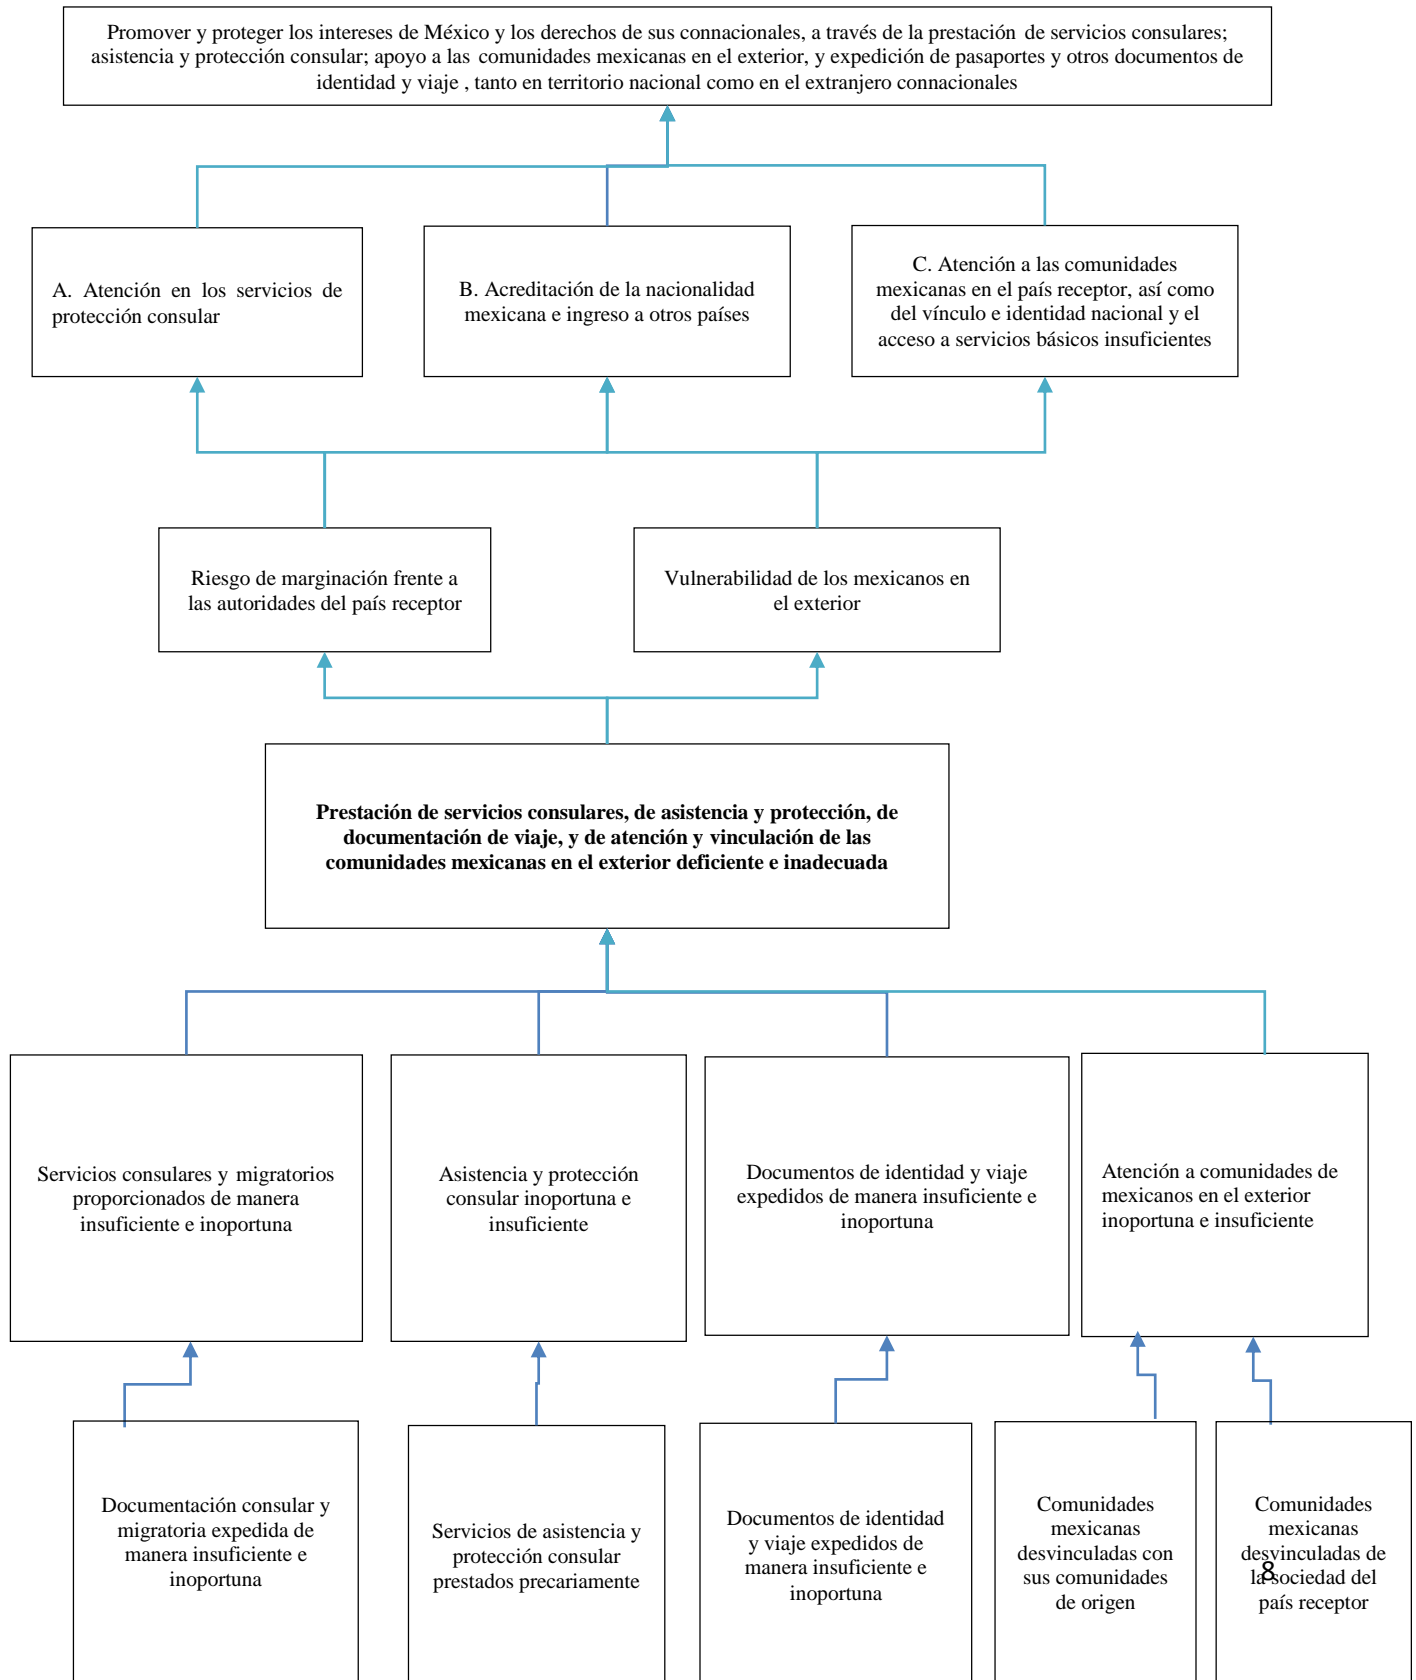 Promover y proteger los intereses de México y los derechos de sus connacionales, a través de la prestación de servicios consulares;
asistencia y protección consular; apoyo a las comunidades mexicanas en el exterior, y expedición de pasaportes y otros documentos de
identidad y viaje , tanto en territorio nacional como en el extranjero connacionales
A. Atención en los servicios de
protección consular
B. Acreditación de la nacionalidad
mexicana e ingreso a otros países
C. Atención a las comunidades
mexicanas en el país receptor, así como
del vínculo e identidad nacional y el
acceso a servicios básicos insuficientes
Riesgo de marginación frente a
las autoridades del país receptor
Vulnerabilidad de los mexicanos en
el exterior
Prestación de servicios consulares, de asistencia y protección, de
documentación de viaje, y de atención y vinculación de las
comunidades mexicanas en el exterior deficiente e inadecuada
Servicios consulares y migratorios
proporcionados de manera
insuficiente e inoportuna
Asistencia y protección
consular inoportuna e
insuficiente
Documentos de identidad y viaje
expedidos de manera insuficiente e
inoportuna
Atención a comunidades de
mexicanos en el exterior
inoportuna e insuficiente
Documentación consular y
migratoria expedida de
manera insuficiente e
inoportuna
Servicios de asistencia y
protección consular
prestados precariamente
Documentos de identidad
y viaje expedidos de
manera insuficiente e
inoportuna
Comunidades
mexicanas
desvinculadas con
sus comunidades
de origen
Comunidades
mexicanas
desvinculadas de
la sociedad del
país receptor
8